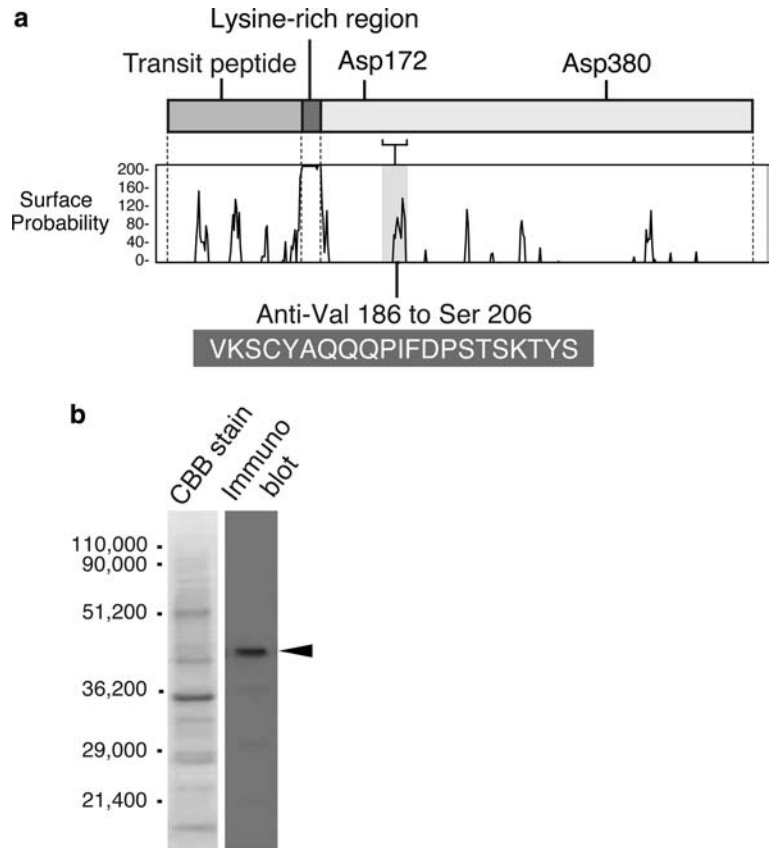 a
Lysine-rich region
Transit peptide
Asp172
Asp380
Surface
Probability
200-
160-
120-
80-
40-
0-
Anti-Val 186 to Ser 206
VKSCYAQQQPIFDPSTSKTYS
b
CBB stain
Immuno
blot
110,000
90,000
51,200
36,200
29,000
21,400